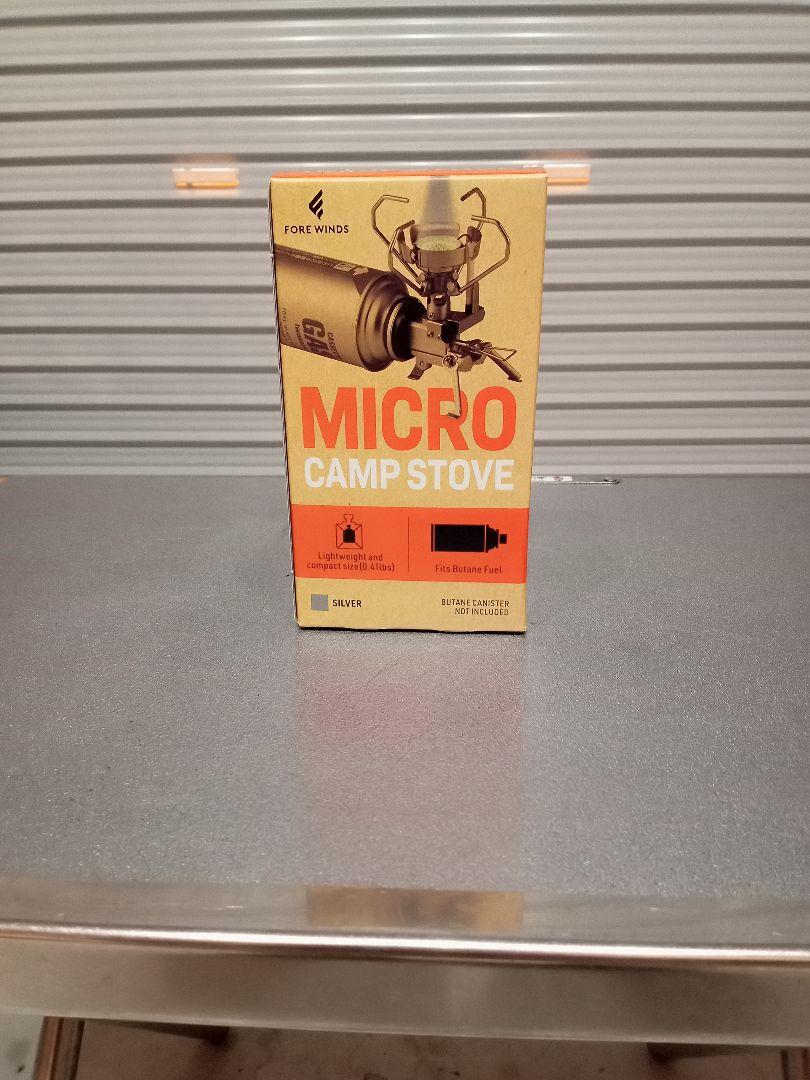 FORE WINDS
MICRO
CAMP STOVE
Lightweight and
compact size(0.41lbs)
Fits Butane Fuel
SILVER
BUTANE CANISTER
NOT INCLUDED